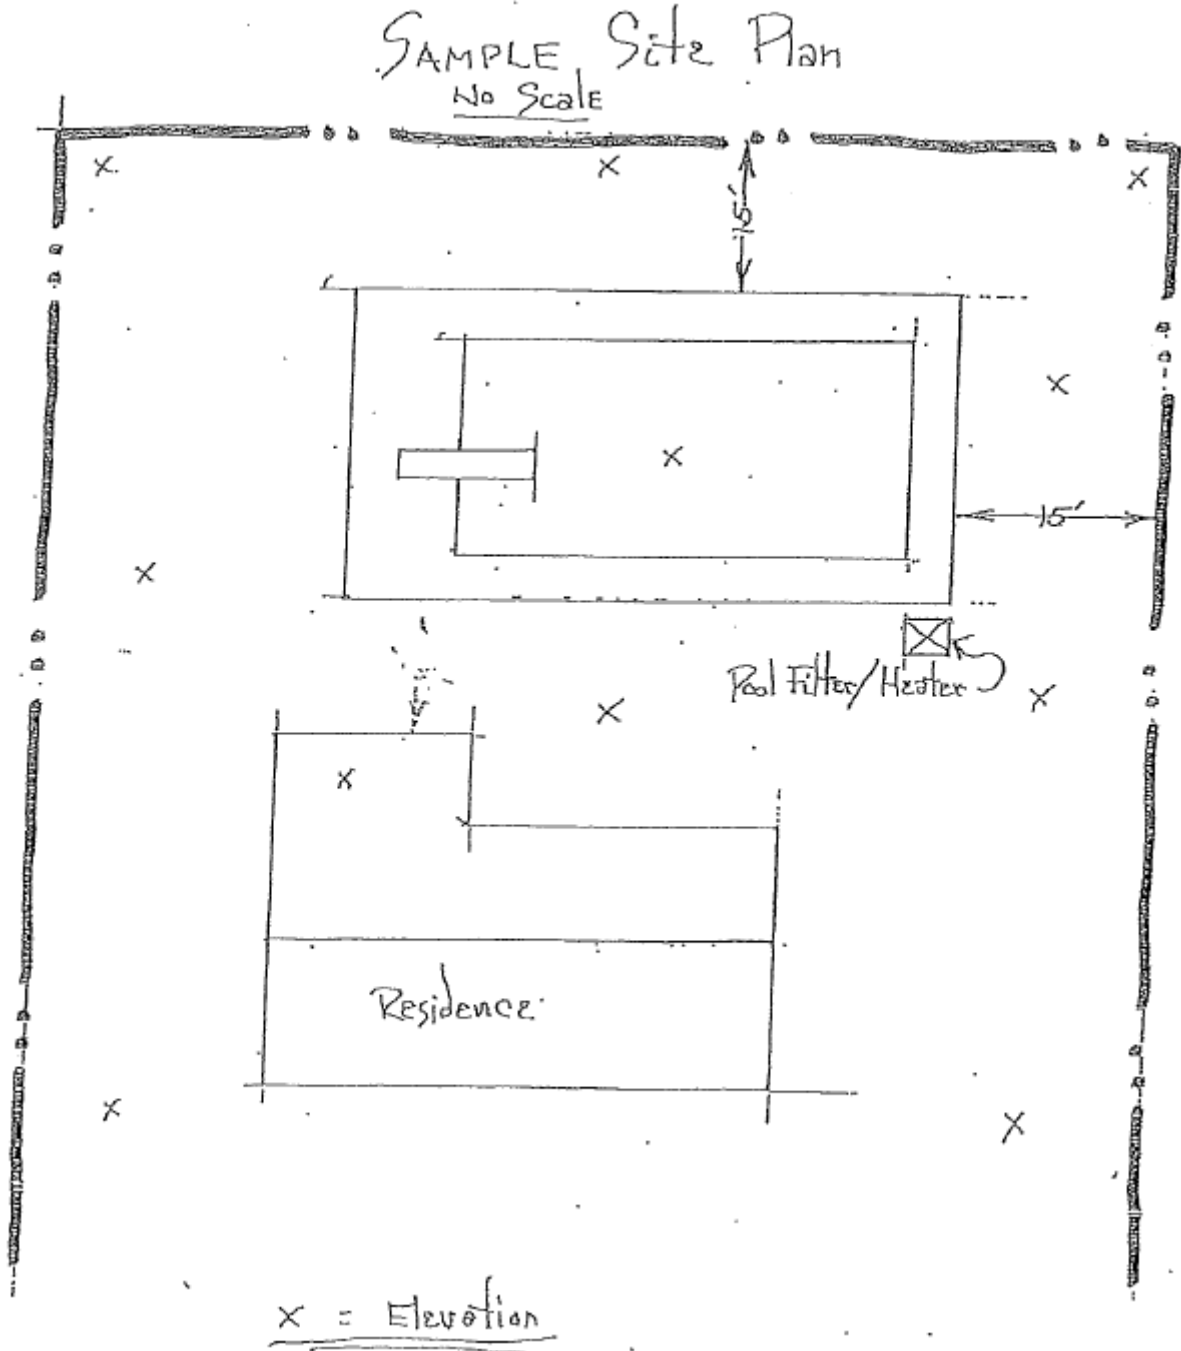 SAMPLE Site Plan
No Scale
x
x
x
15'
x
x
15'
x
Pool Filter/Heater
x
x
x
Residence
x
x
x = Elevation